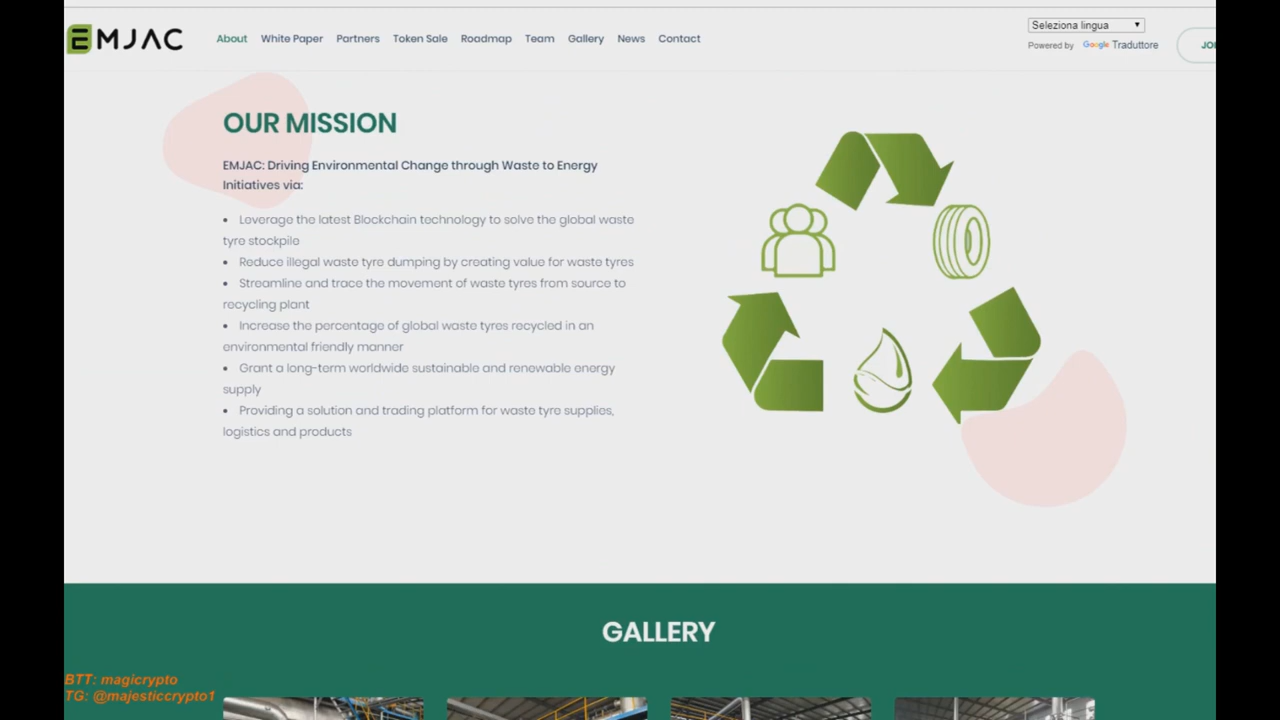 EMJAC
About White Paper Partners Token Sale Roadmap Team Gallery News Contact
Seleziona lingua
Powered by Google Traduttore
OUR MISSION
EMJAC: Driving Environmental Change through Waste to Energy
Initiatives via:
• Leverage the latest Blockchain technology to solve the global waste
tyre stockpile
• Reduce illegal waste tyre dumping by creating value for waste tyres
• Streamline and trace the movement of waste tyres from source to
recycling plant
• Increase the percentage of global waste tyres recycled in an
environmental friendly manner
• Grant a long-term worldwide sustainable and renewable energy
supply
• Providing a solution and trading platform for waste tyre supplies,
logistics and products
GALLERY
BTT: magicrypto
TG: @majesticcrypto1